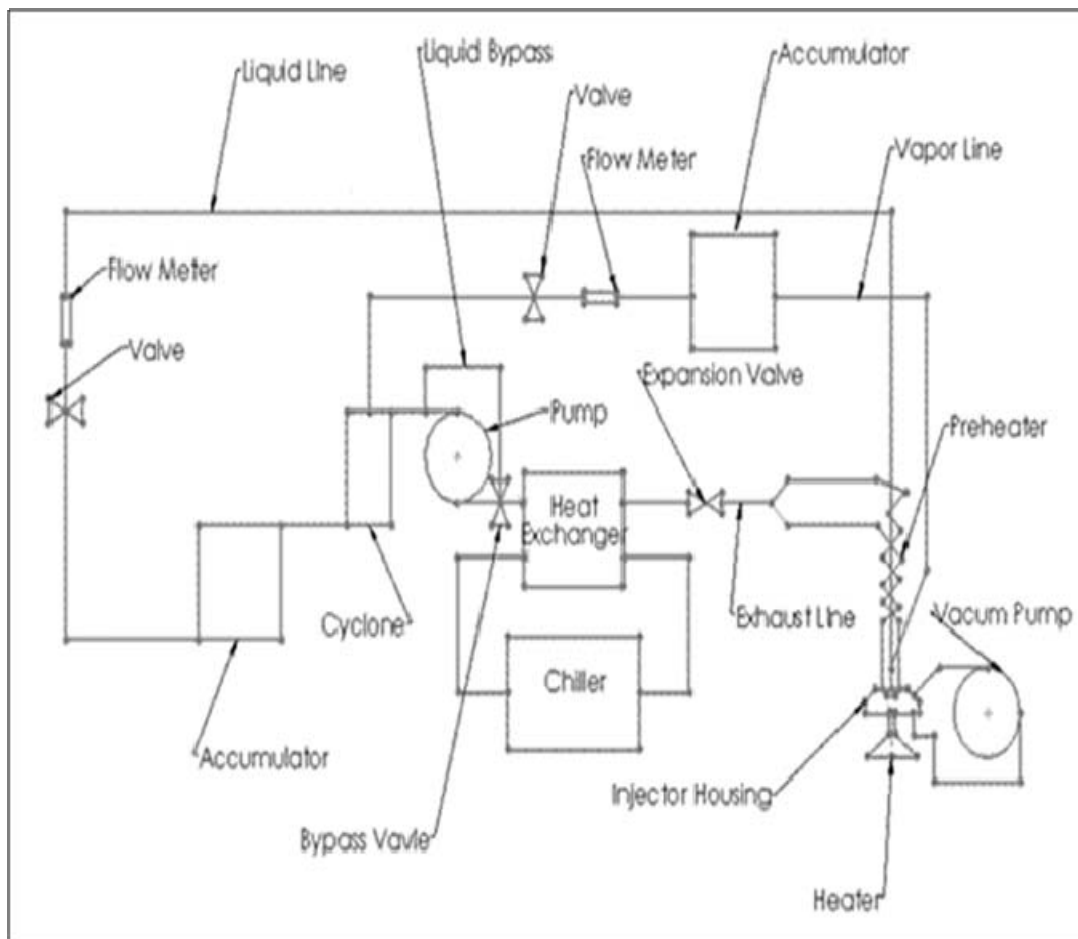 Liquid Bypass
Accumulator
Liquid Line
Valve
Flow Meter
Vapor Line
Flow Meter
Valve
Expansion Valve
Pump
Preheater
Heat
Exchanger
Cyclone
Exhaust Line
Vacum Pump
Chiller
Accumulator
Injector Housing
Bypass Vavle
Heater